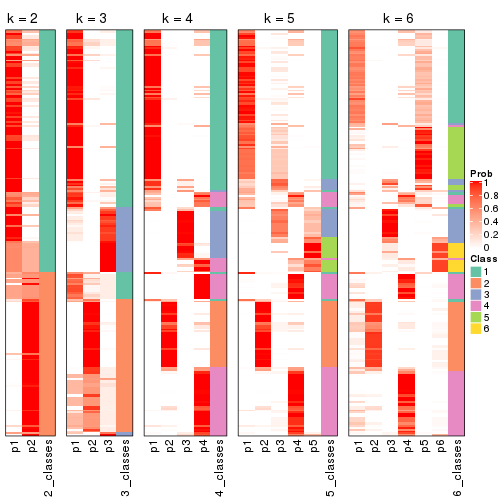 k = 2
k = 3
k = 4
k = 5
k = 6
Prob
1
0.8
0.6
0.4
0.2
0
Class
1
2
3
4
5
6
p1
p2
2_classes
p1
p2
p3
3_classes
p1
p2
p3
p4
4_classes
p1
p2
p3
p4
p5
5_classes
p1
p2
p3
p4
p5
p6
6_classes